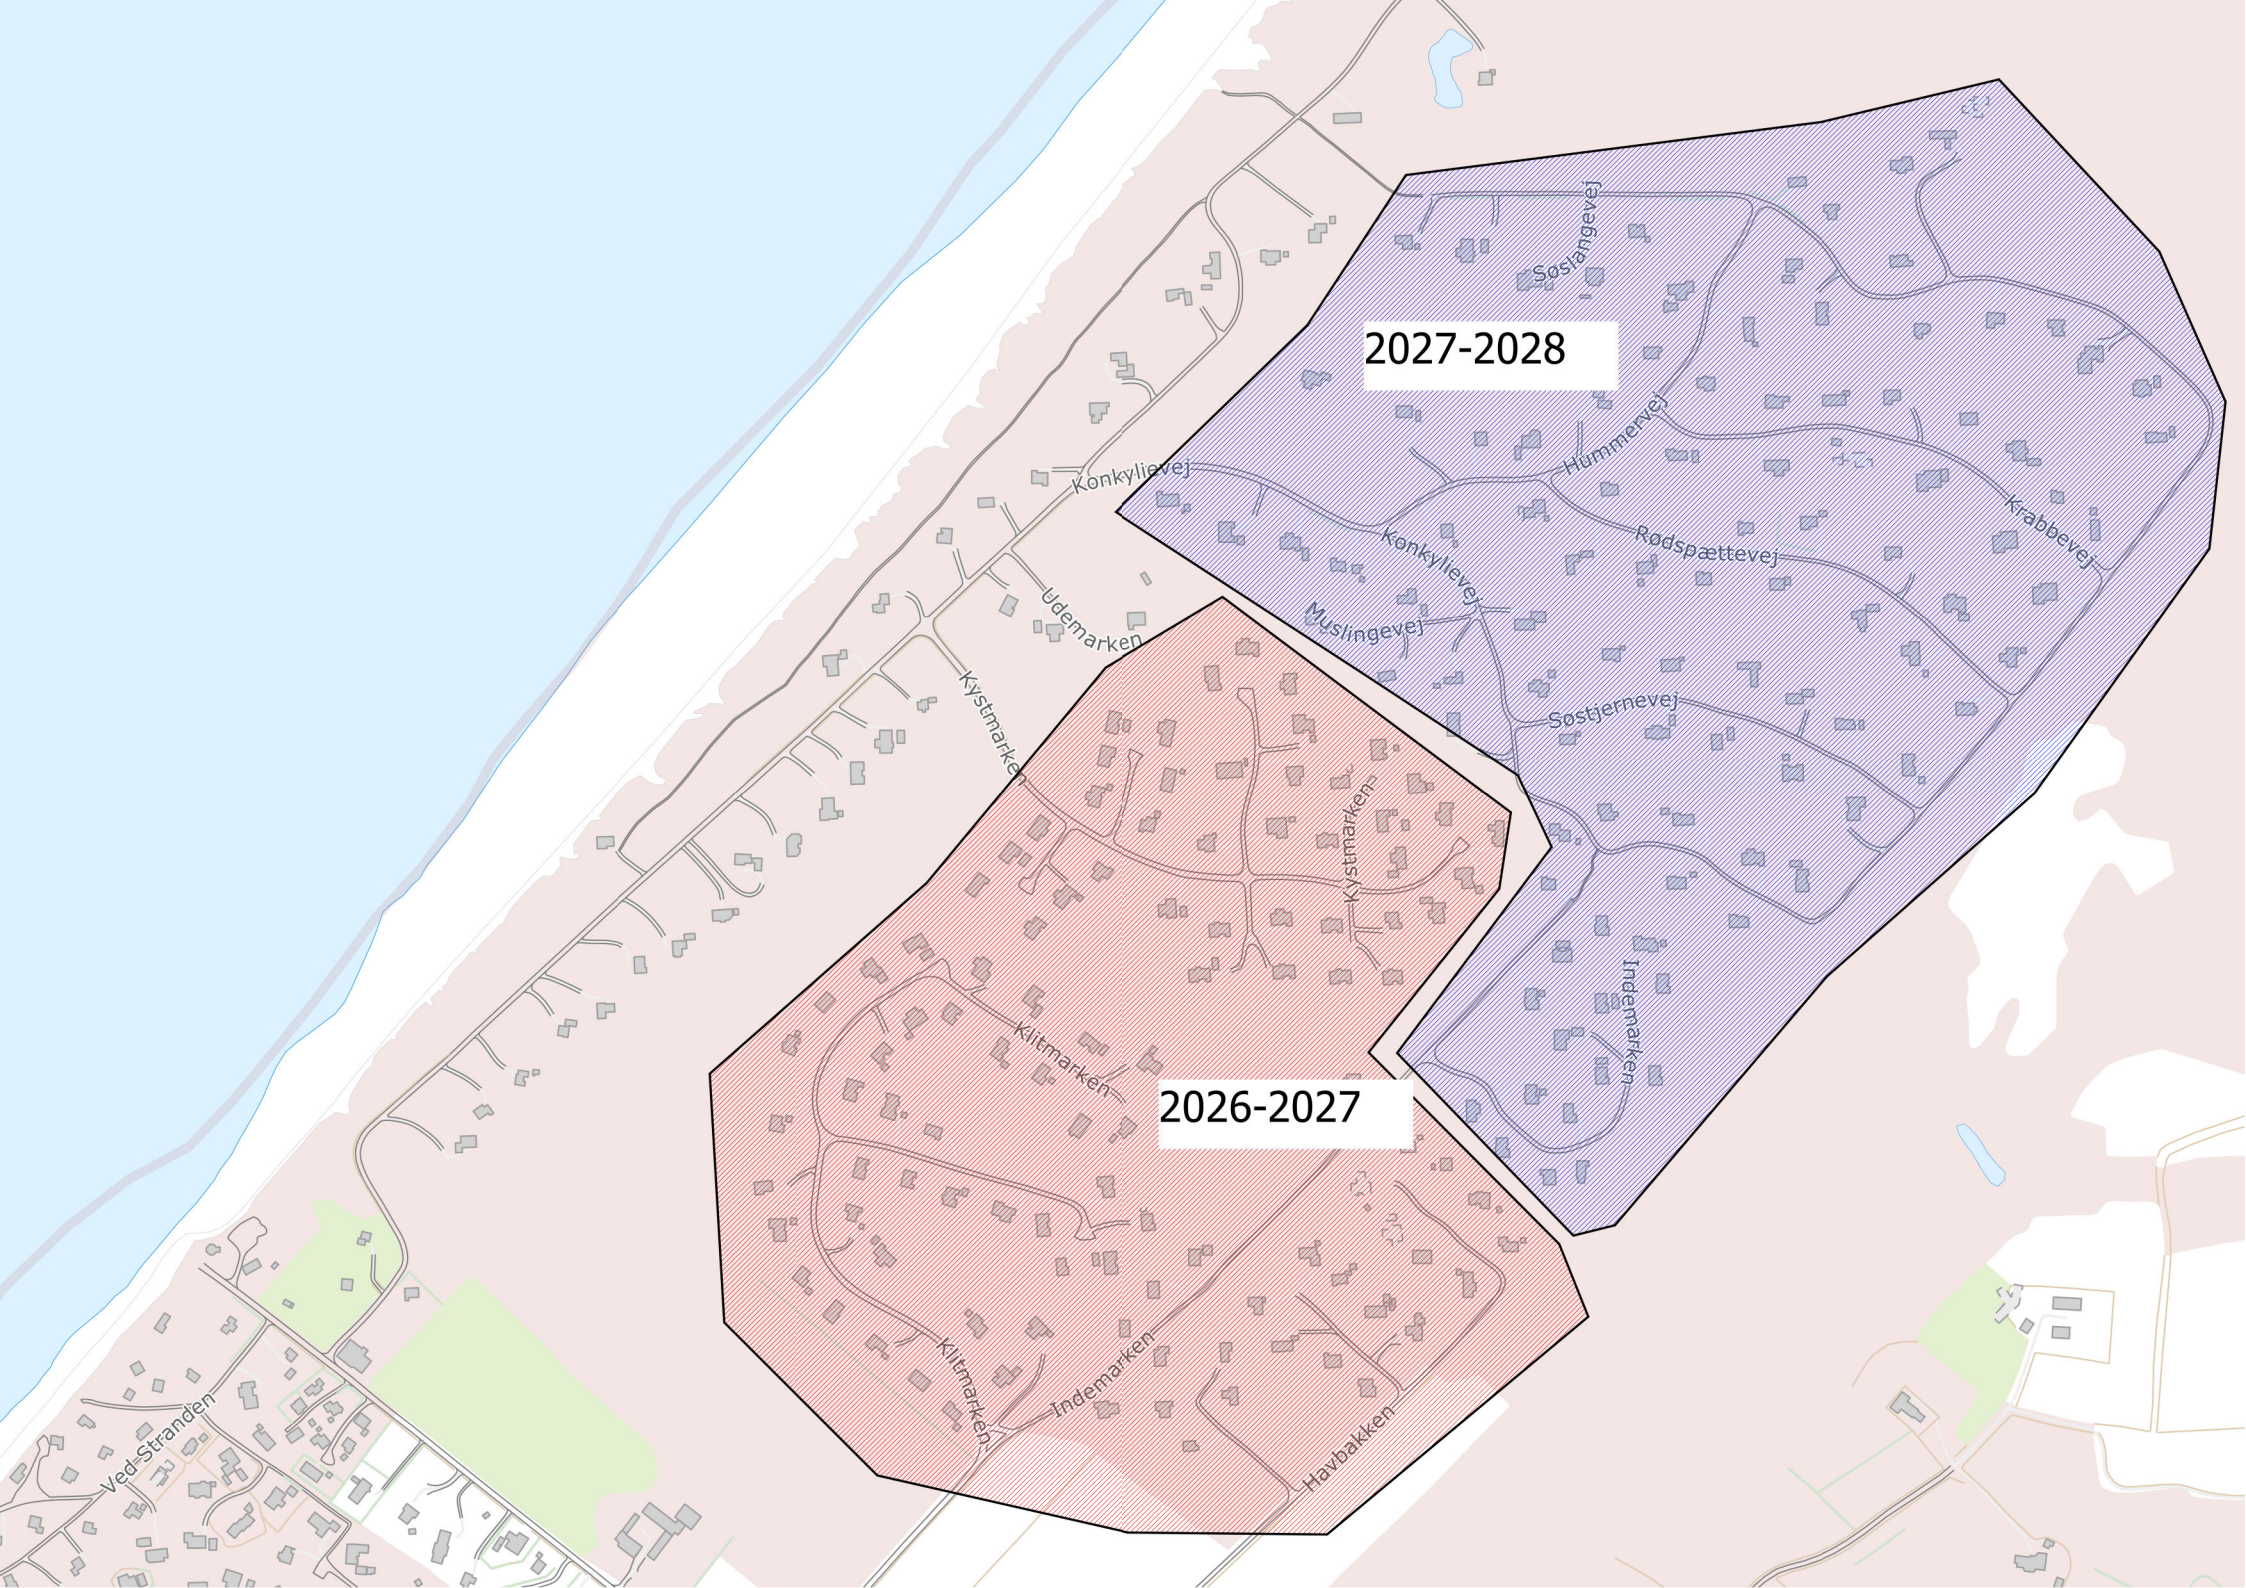 Søslangevej
2027-2028
Hummervej
Konkylievej
Krabbevej
Rødspættevej
Konkylievej
Udemarken
Muslingevej
Kystmarken
Søstjernevej
Kystmarken
Indemarken
Klitmarken
2026-2027
Klitmarken
Indemarken
Havbakken
Ved Stranden